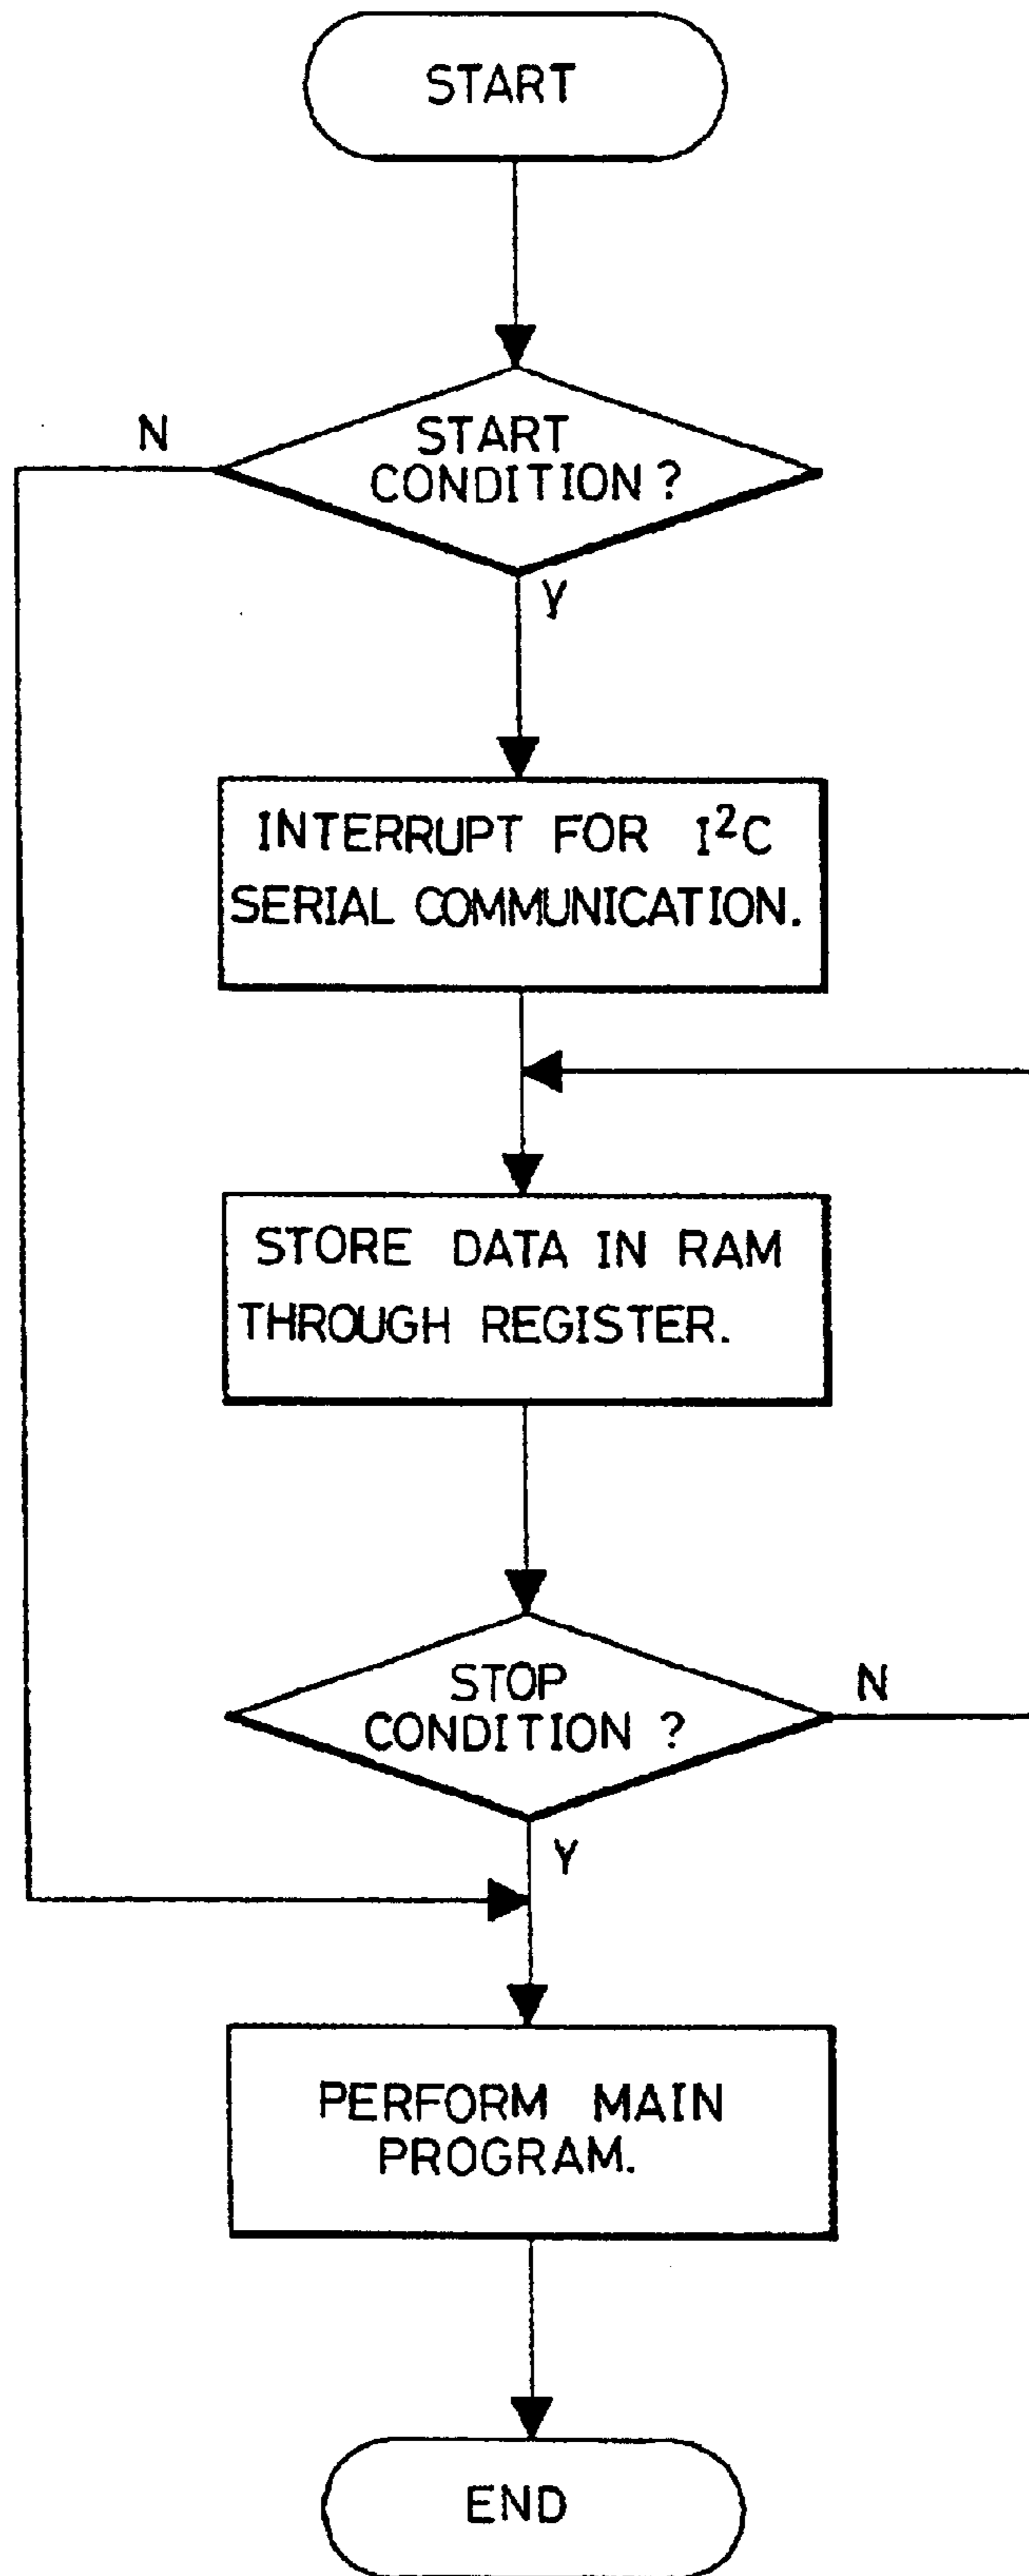 START
N
START
CONDITION ?
Y
INTERRUPT FOR I²C
SERIAL COMMUNICATION.
STORE DATA IN RAM
THROUGH REGISTER.
STOP
CONDITION ?
N
Y
PERFORM MAIN
PROGRAM.
END